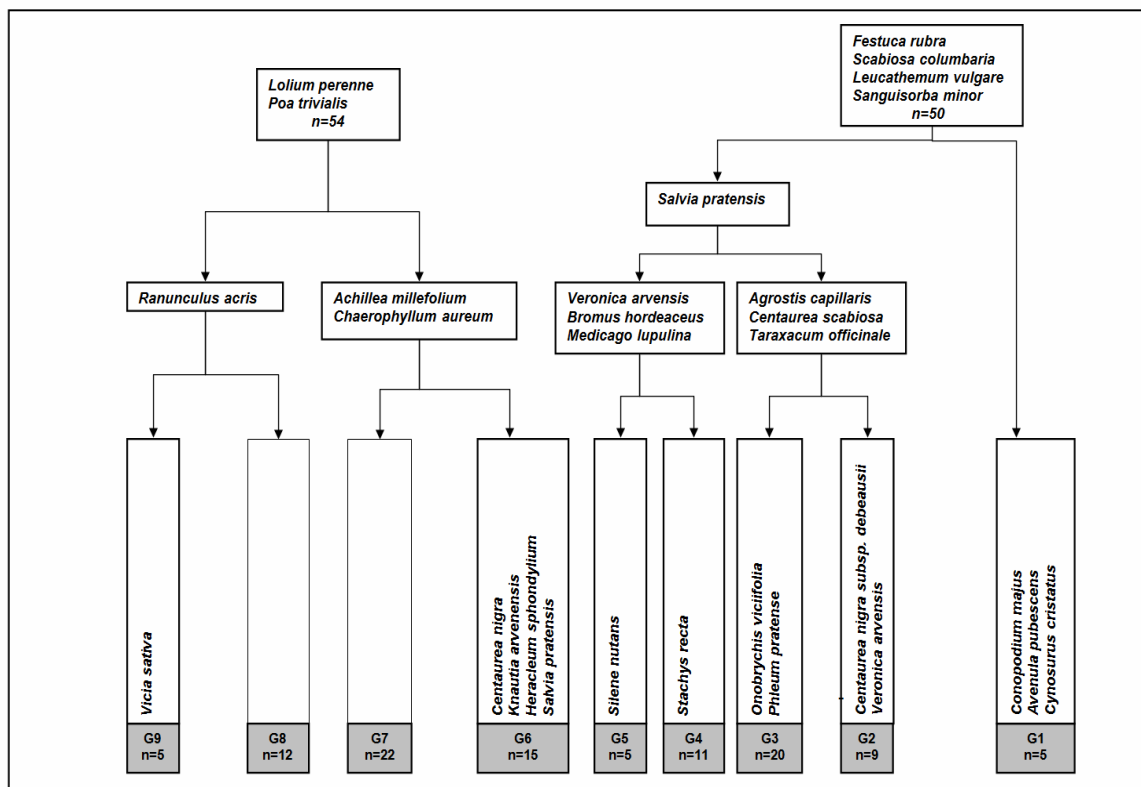 Lolium perenne
Poa trivialis
n=54
Festuca rubra
Scabiosa columbaria
Leucathemum vulgare
Sanguisorba minor
n=50
Salvia pratensis
Ranunculus acris
Achillea millefolium
Chaerophyllum aureum
Veronica arvensis
Bromus hordeaceus
Medicago lupulina
Agrostis capillaris
Centaurea scabiosa
Taraxacum officinale
Vicia sativa
Centaurea nigra
Knautia arvenensis
Heracleum sphondylium
Salvia pratensis
Silene nutans
Stachys recta
Onobrychis viciifolia
Phleum pratense
Centaurea nigra subsp. debeausii
Veronica arvensis
Conopodium majus
Avenula pubescens
Cynosurus cristatus
G9
n=5
G8
n=12
G7
n=22
G6
n=15
G5
n=5
G4
n=11
G3
n=20
G2
n=9
G1
n=5